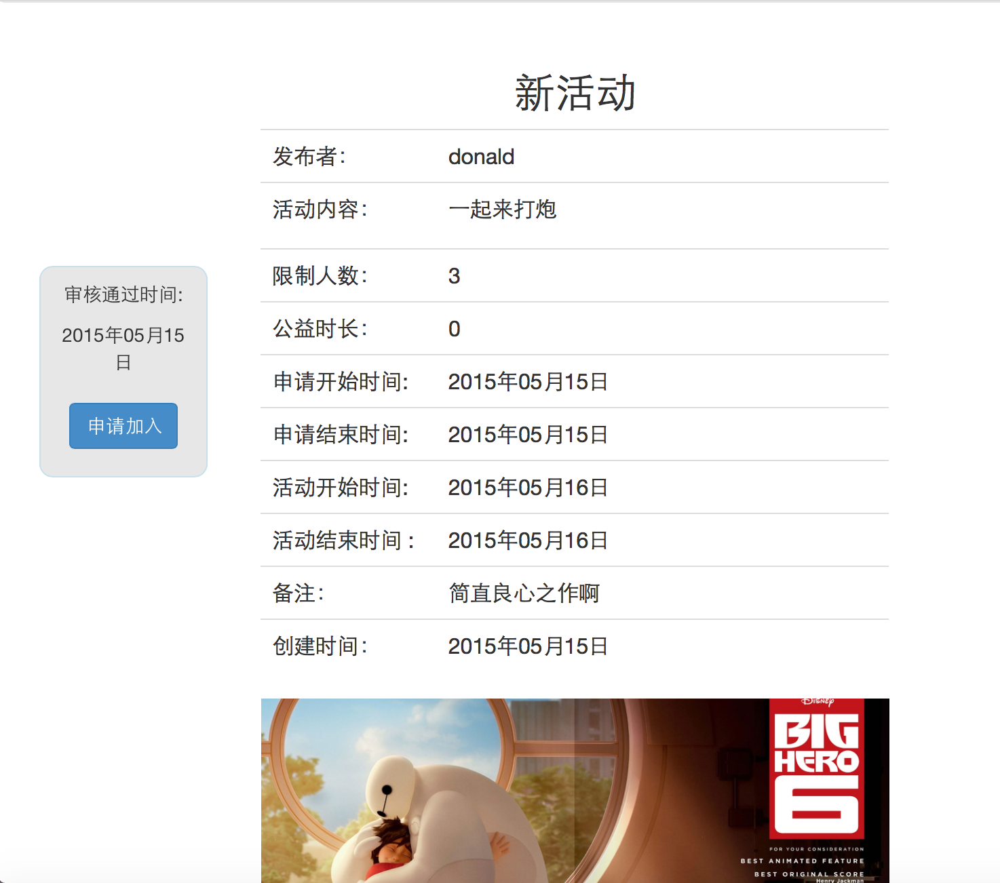 新活动
发布者： donald
活动内容： 一起来打炮
限制人数： 3
公益时长： 0
申请开始时间: 2015年05月15日
申请结束时间: 2015年05月15日
活动开始时间: 2015年05月16日
活动结束时间 : 2015年05月16日
备注： 简直良心之作啊
创建时间： 2015年05月15日
审核通过时间:
2015年05月15
日
申请加入
DISNEY
BIG
HERO
6
FOR YOUR CONSIDERATION
BEST ANIMATED FEATURE
BEST ORIGINAL SCORE
Henry Jackman